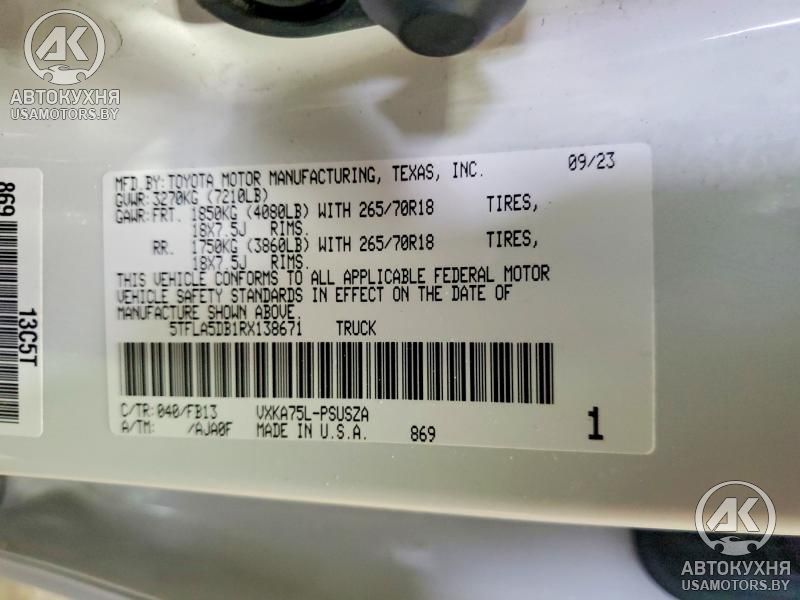 AK
АВТОКУХНЯ
USAMOTORS.BY
MFD BY:TOYOTA MOTOR MANUFACTURING, TEXAS, INC. 09/23
GVWR:3270KG (7210LB)
GAWR:FRT. 1850KG (4080LB) WITH 265/70R18 TIRES,
18X7.5J RIMS.
RR. 1750KG (3860LB) WITH 265/70R18 TIRES,
18X7.5J RIMS.
THIS VEHICLE CONFORMS TO ALL APPLICABLE FEDERAL MOTOR
VEHICLE SAFETY STANDARDS IN EFFECT ON THE DATE OF
MANUFACTURE SHOWN ABOVE.
5TFLA5DB1RX138671 TRUCK
C/TR:040/FB13 VXKA75L-PSUSZA
A/TM: /AJA0F MADE IN U.S.A. 869 1
869
13C5T
AK
АВТОКУХНЯ
USAMOTORS.BY